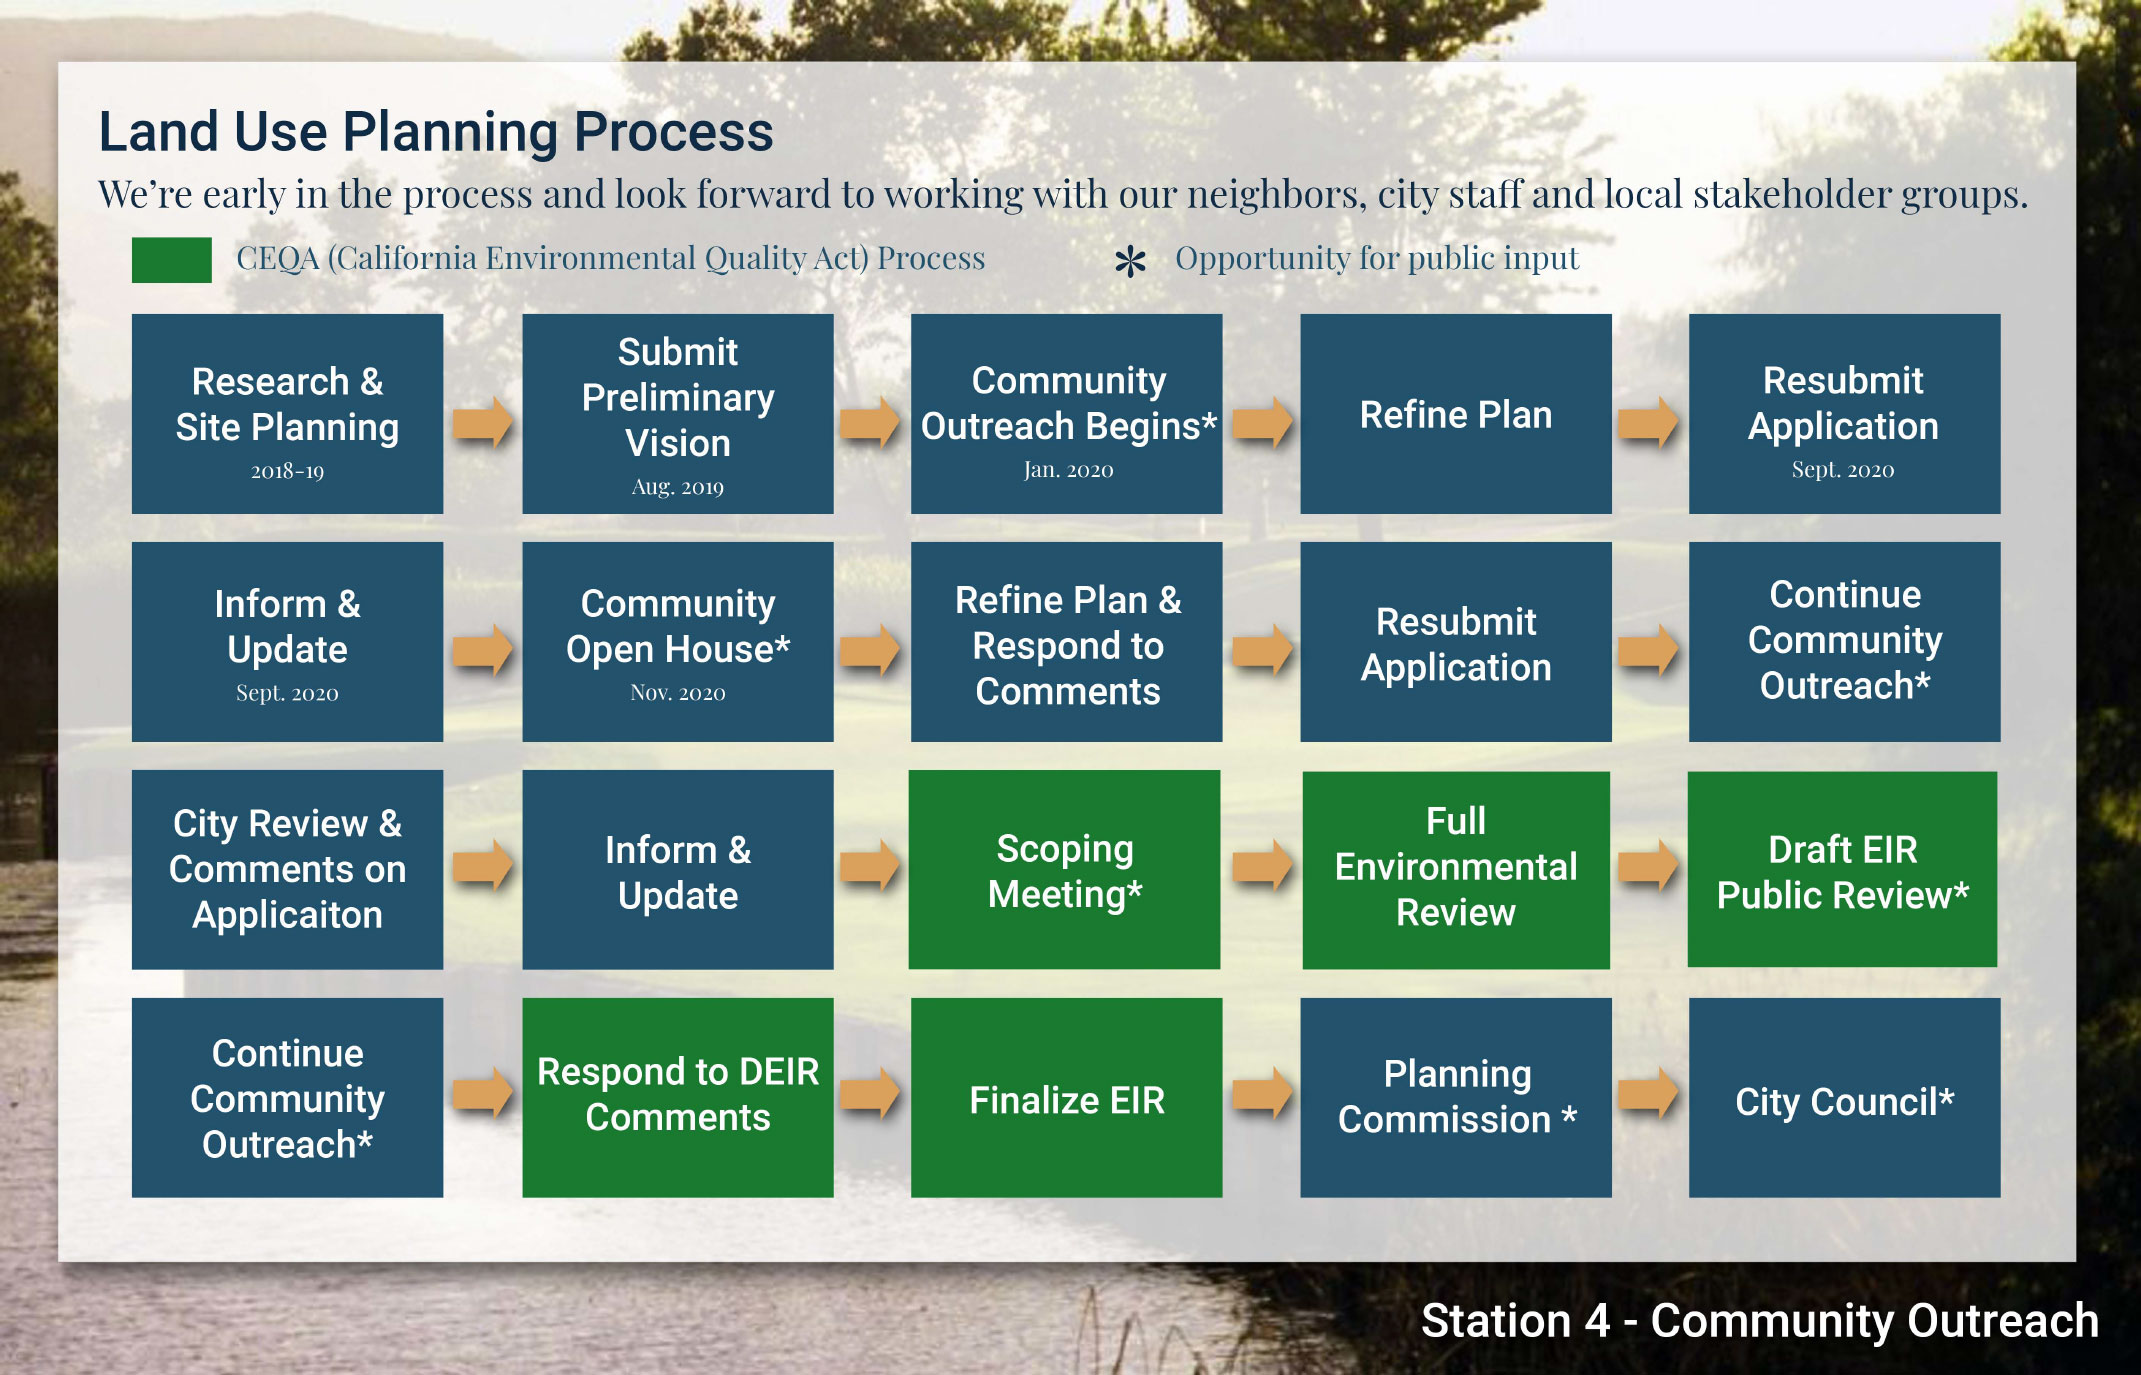 Land Use Planning Process
We're early in the process and look forward to working with our neighbors, city staff and local stakeholder groups.
CEQA (California Environmental Quality Act) Process
* Opportunity for public input
Research &
Site Planning
2018-19
Submit
Preliminary
Vision
Aug. 2019
Community
Outreach Begins*
Jan. 2020
Refine Plan
Resubmit
Application
Sept. 2020
Inform &
Update
Sept. 2020
Community
Open House*
Nov. 2020
Refine Plan &
Respond to
Comments
Resubmit
Application
Continue
Community
Outreach*
City Review &
Comments on
Applicaiton
Inform &
Update
Scoping
Meeting*
Full
Environmental
Review
Draft EIR
Public Review*
Continue
Community
Outreach*
Respond to DEIR
Comments
Finalize EIR
Planning
Commission *
City Council*
Station 4 - Community Outreach